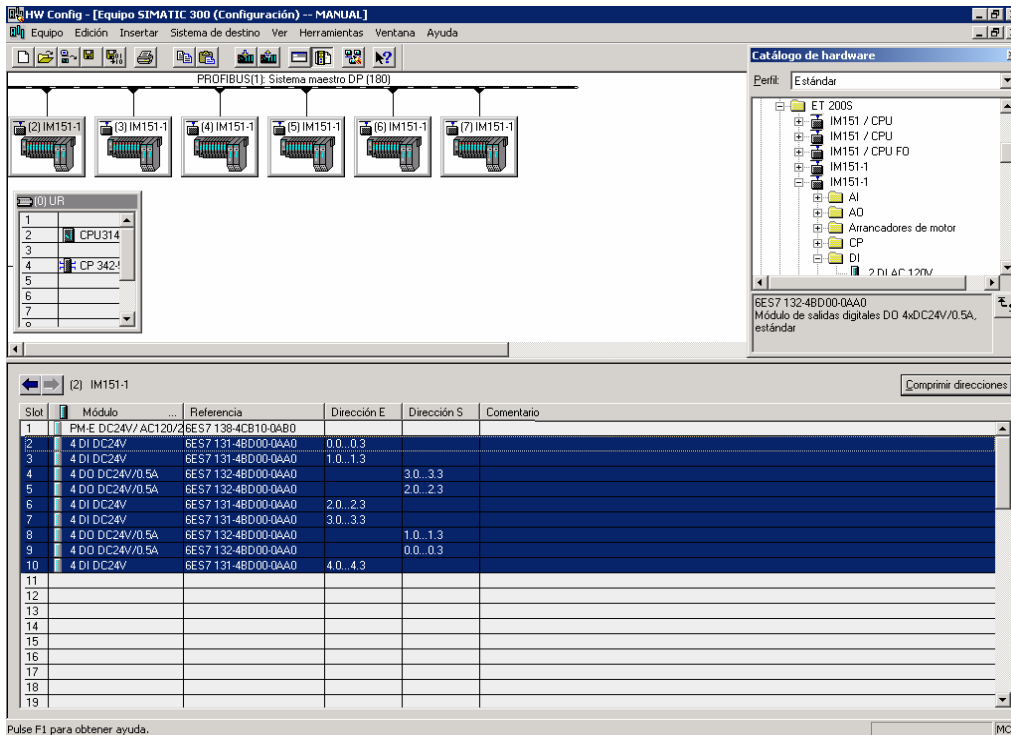 HW Config - [Equipo SIMATIC 300 (Configuración) -- MANUAL]
Equipo Edición Insertar Sistema de destino Ver Herramientas Ventana Ayuda
PROFIBUS(1): Sistema maestro DP (180)
(2) IM151-1 (3) IM151-1 (4) IM151-1 (5) IM151-1 (6) IM151-1 (7) IM151-1
(0) UR
1
2 CPU314
3
4 CP 342-
5
6
7
Catálogo de hardware
Perfil: Estándar
ET 200S
IM151 / CPU
IM151 / CPU
IM151 / CPU FO
IM151-1
IM151-1
AI
AO
Arrancadores de motor
CP
DI
2 DI AC 120V
6ES7 132-4BD00-0AA0
Módulo de salidas digitales DO 4xDC24V/0.5A,
estándar
(2) IM151-1 Comprimir direcciones
Slot Módulo ... Referencia Dirección E Dirección S Comentario
1 PM-E DC24V/ AC120/2 6ES7 138-4CB10-0AB0
2 4 DI DC24V 6ES7 131-4BD00-0AA0 0.0...0.3
3 4 DI DC24V 6ES7 131-4BD00-0AA0 1.0...1.3
4 4 DO DC24V/0.5A 6ES7 132-4BD00-0AA0 3.0...3.3
5 4 DO DC24V/0.5A 6ES7 132-4BD00-0AA0 2.0...2.3
6 4 DI DC24V 6ES7 131-4BD00-0AA0 2.0...2.3
7 4 DI DC24V 6ES7 131-4BD00-0AA0 3.0...3.3
8 4 DO DC24V/0.5A 6ES7 132-4BD00-0AA0 1.0...1.3
9 4 DO DC24V/0.5A 6ES7 132-4BD00-0AA0 0.0...0.3
10 4 DI DC24V 6ES7 131-4BD00-0AA0 4.0...4.3
11
12
13
14
15
16
17
18
19
Pulse F1 para obtener ayuda. MO